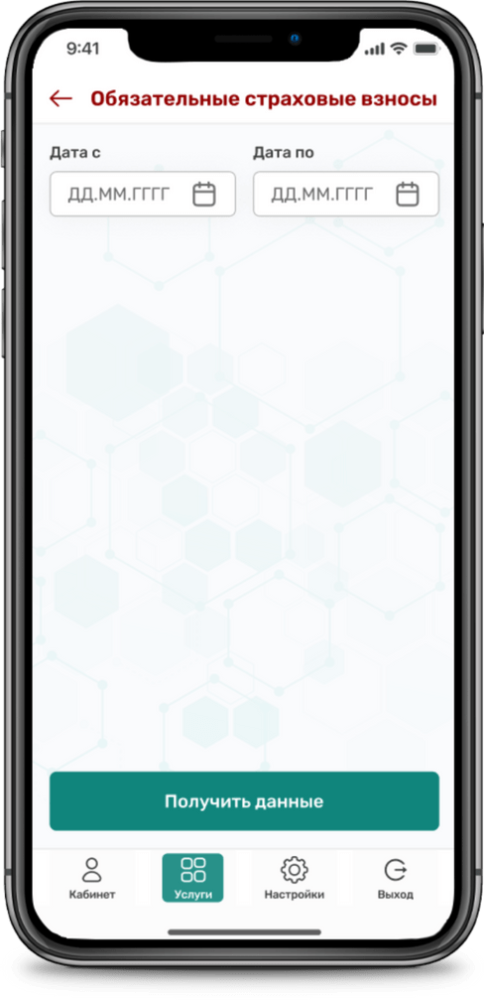 9:41
Обязательные страховые взносы
Дата с
Дата по
ДД.ММ.ГГГГ
ДД.ММ.ГГГГ
Получить данные
Кабинет
Услуги
Настройки
Выход